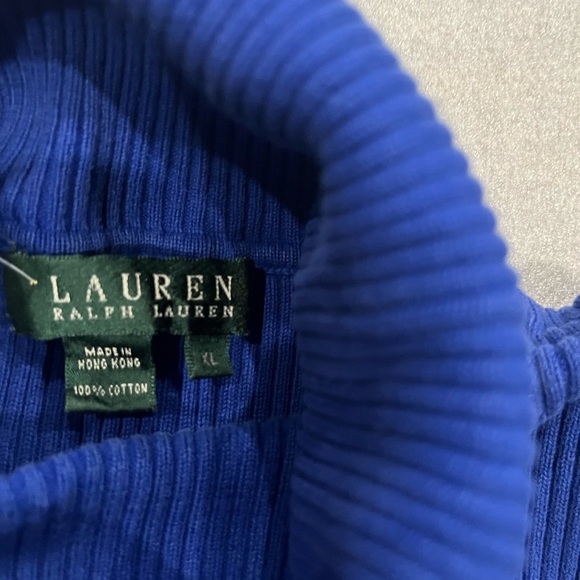 LAUREN
RALPH LAUREN
MADE IN
HONG KONG
100% COTTON
XL